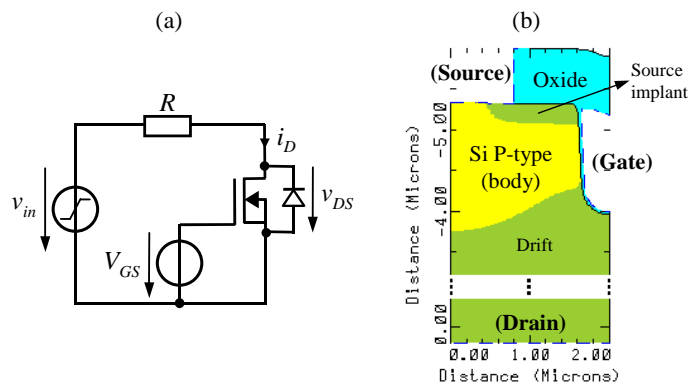 (a)
R
i_D
v_in
v_DS
V_GS
(b)
(Source)
Oxide
Source
implant
Si P-type
(body)
(Gate)
Drift
(Drain)
Distance (Microns)
-5.00
-4.00
0.00
0.00 1.00 2.00
Distance (Microns)